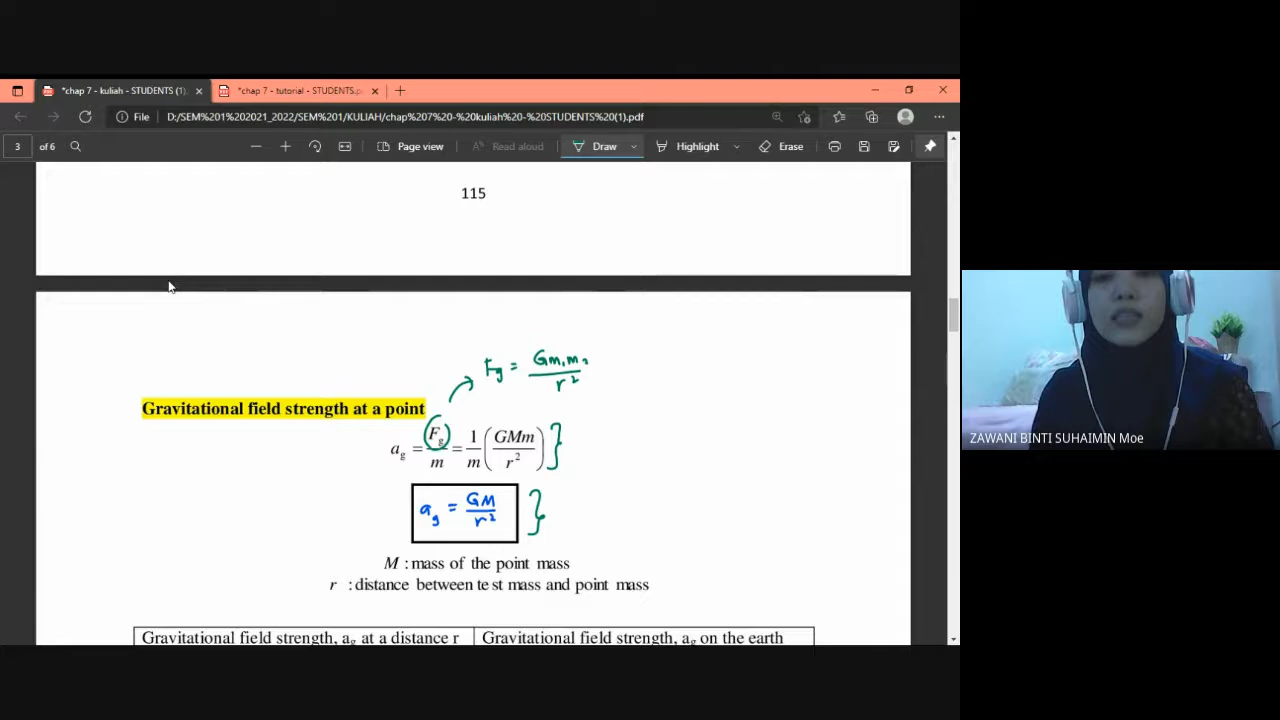 *chap 7 - kuliah - STUDENTS (1).
*chap 7 - tutorial - STUDENTS.p
File D:/SEM%201%202021_2022/SEM%201/KULIAH/chap%207%20-%20kuliah%20-%20STUDENTS%20(1).pdf
3 of 6 Page view Read aloud Draw Highlight Erase
115
Fg = Gm₁m₂ / r²
Gravitational field strength at a point
ag = Fg / m = 1/m (GMm / r²)
ag = GM / r²
M : mass of the point mass
r : distance between te st mass and point mass
Gravitational field strength, ag at a distance r
Gravitational field strength, ag on the earth
ZAWANI BINTI SUHAIMIN Moe